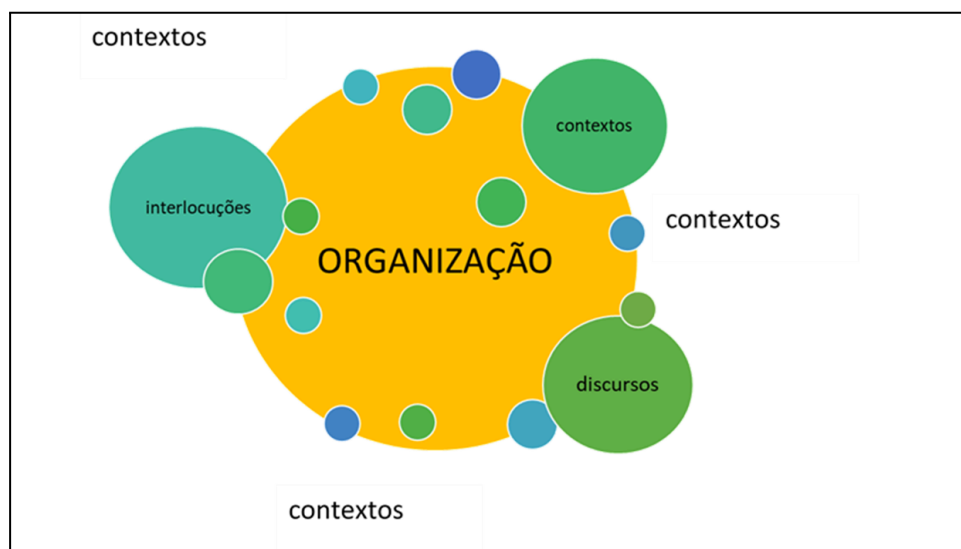 contextos
contextos
interlocuções
contextos
ORGANIZAÇÃO
discursos
contextos